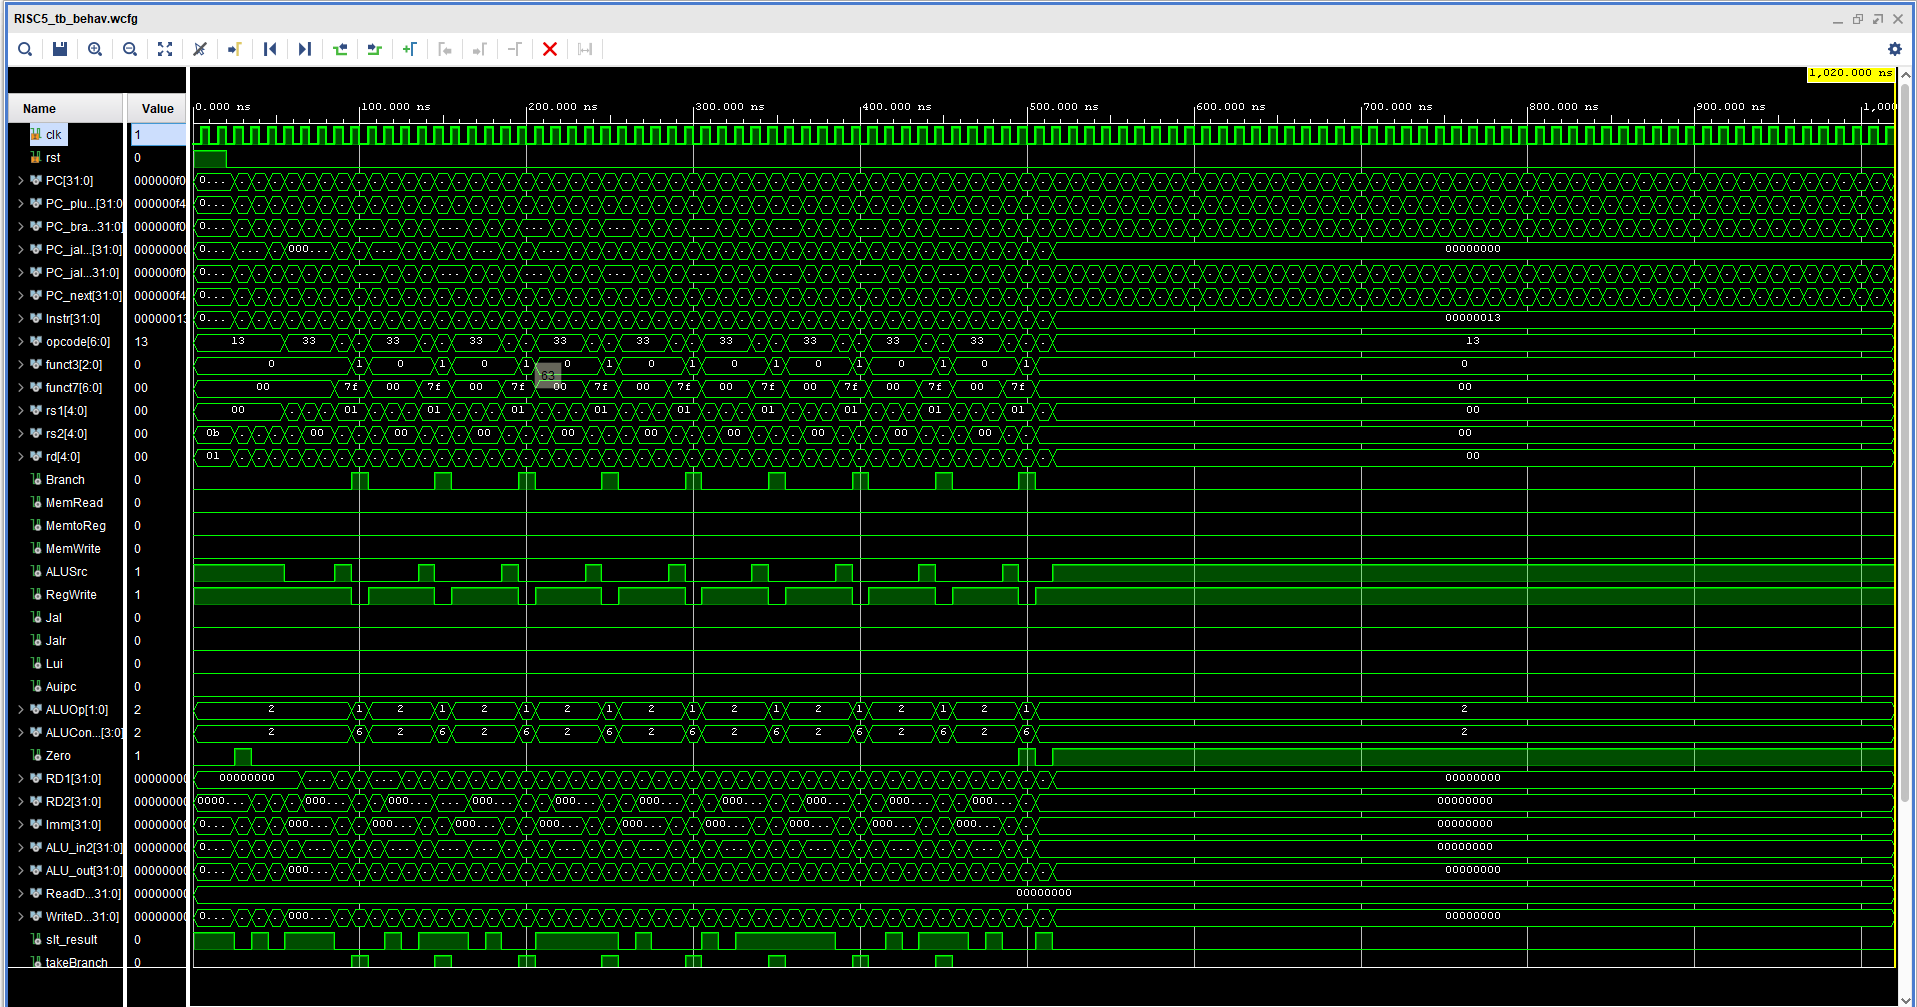 RISC5_tb_behav.wcfg
1,020.000 ns
Name Value 0.000 ns 100.000 ns 200.000 ns 300.000 ns 400.000 ns 500.000 ns 600.000 ns 700.000 ns 800.000 ns 900.000 ns 1,000
clk 1
rst 0
PC[31:0] 000000f0 0...
PC_plu...[31:0 000000f4 0...
PC_bra...31:0] 000000f0 0...
PC_jal...[31:0] 00000000 0... ... 000... ... ... ... ... ... 00000000
PC_jal...31:0] 000000f0 0...
PC_next[31:0] 000000f4 0...
Instr[31:0] 00000013 0... 00000013
opcode[6:0] 13 13 33 33 33 33 33 33 33 33 33 13
funct3[2:0] 0 0 1 0 1 0 1 0 1 0 1 0 1 0 1 0 1 0 1 0
63
funct7[6:0] 00 00 7f 00 7f 00 7f 00 7f 00 7f 00 7f 00 7f 00 7f 00 7f 00
rs1[4:0] 00 00 01 01 01 01 01 01 01 01 01 00
rs2[4:0] 00 0b 00 00 00 00 00 00 00 00 00 00
rd[4:0] 00 01 00
Branch 0
MemRead 0
MemtoReg 0
MemWrite 0
ALUSrc 1
RegWrite 1
Jal 0
Jalr 0
Lui 0
Auipc 0
ALUOp[1:0] 2 2 1 2 1 2 1 2 1 2 1 2 1 2 1 2 1 2 1 2
ALUCon...[3:0] 2 2 6 2 6 2 6 2 6 2 6 2 6 2 6 2 6 2 6 2
Zero 1
RD1[31:0] 00000000 00000000 ... ... 00000000
RD2[31:0] 00000000 0000... 000... 000... 000... 000... 000... 000... 000... 000... 000... 00000000
Imm[31:0] 00000000 0... 000... 000... 000... 000... 000... 000... 000... 000... 000... 00000000
ALU_in2[31:0] 00000000 0... ... ... ... ... ... ... ... ... ... 00000000
ALU_out[31:0] 00000000 0... 000... 00000000
ReadD...31:0] 00000000 00000000
WriteD...31:0] 00000000 0... 000... 00000000
slt_result 0
takeBranch 0